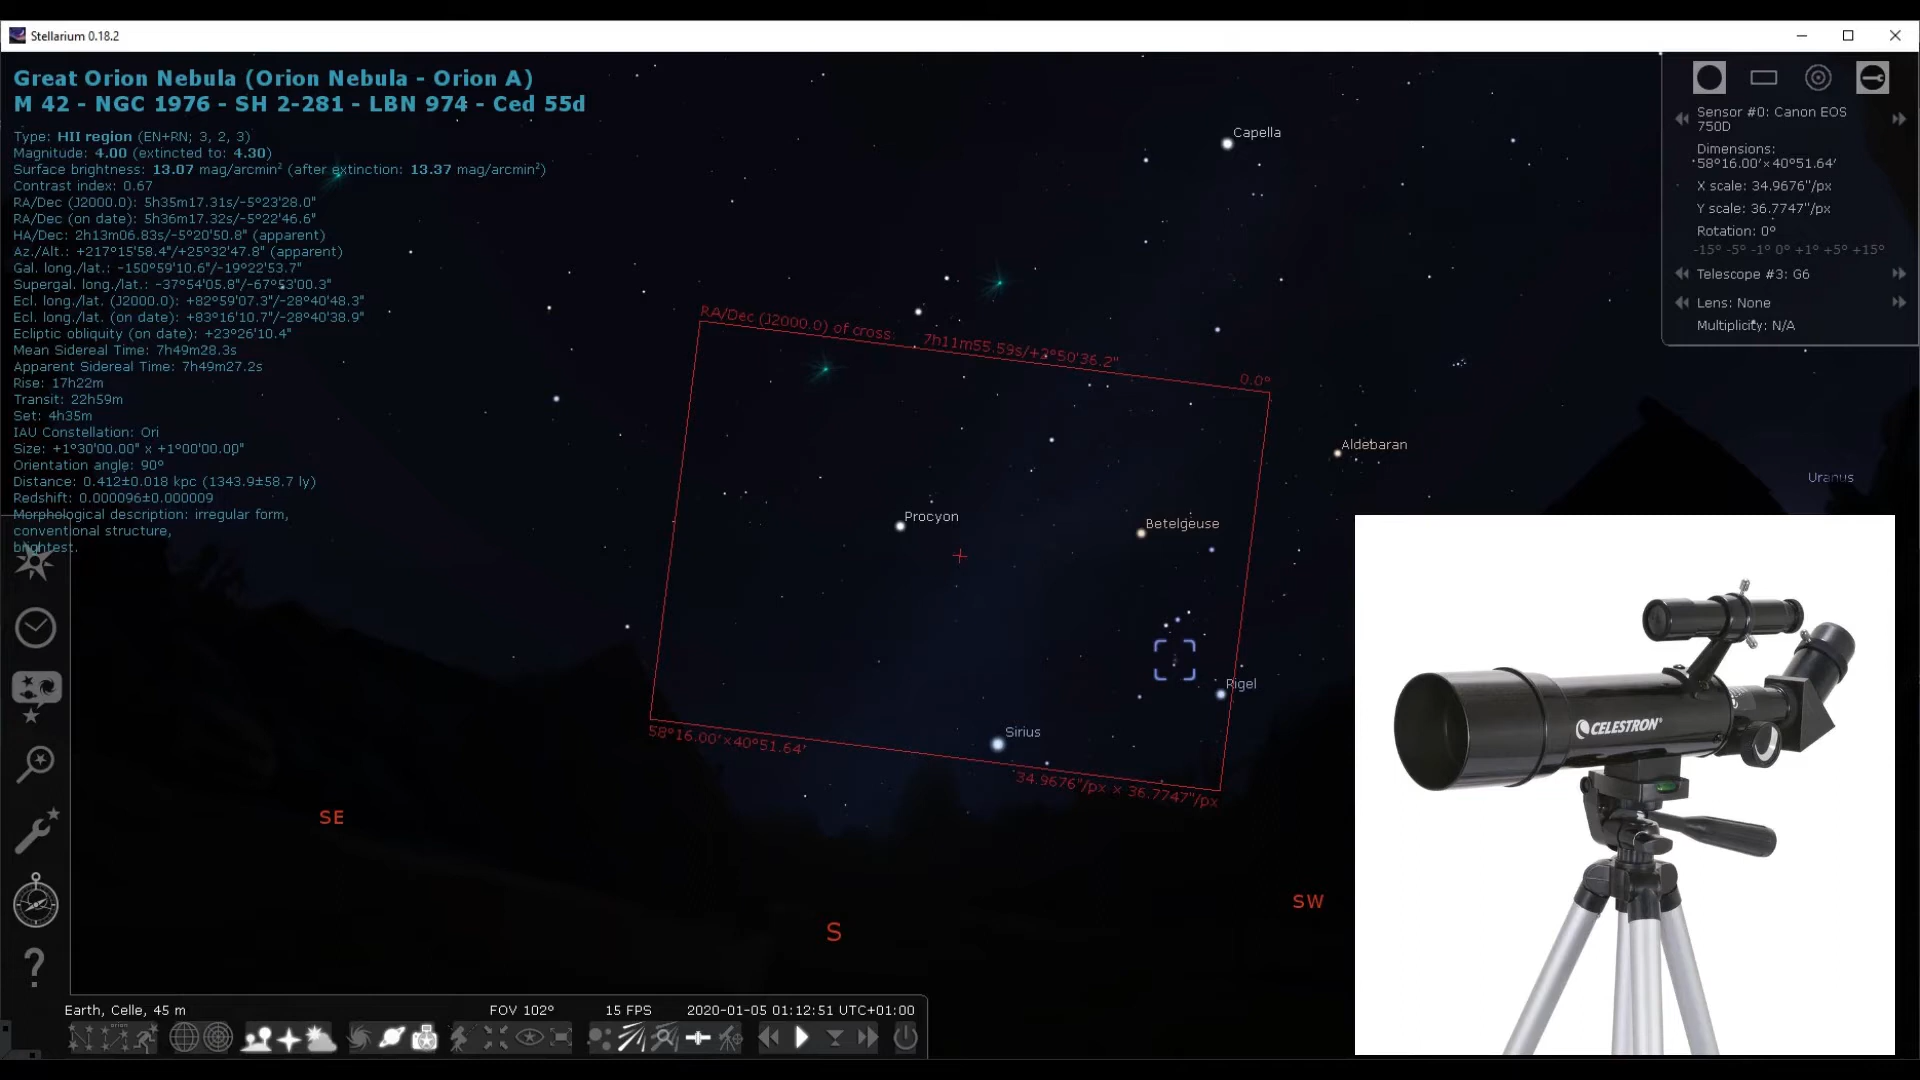 Stellarium 0.18.2
Great Orion Nebula (Orion Nebula - Orion A)
M 42 - NGC 1976 - SH 2-281 - LBN 974 - Ced 55d
Type: HII region (EN+RN; 3, 2, 3)
Magnitude: 4.00 (extincted to: 4.30)
Surface brightness: 13.07 mag/arcmin² (after extinction: 13.37 mag/arcmin²)
Contrast index: 0.67
RA/Dec (J2000.0): 5h35m17.31s/-5°23'28.0"
RA/Dec (on date): 5h36m17.32s/-5°22'46.6"
HA/Dec: 2h13m06.83s/-5°20'50.8" (apparent)
Az./Alt.: +217°15'58.4"/+25°32'47.8" (apparent)
Gal. long./lat.: -150°59'10.6"/-19°22'53.7"
Supergal. long./lat.: -37°54'05.8"/-67°53'00.3"
Ecl. long./lat. (J2000.0): +82°59'07.3"/-28°40'48.3"
Ecl. long./lat. (on date): +83°16'10.7"/-28°40'38.9"
Ecliptic obliquity (on date): +23°26'10.4"
Mean Sidereal Time: 7h49m28.3s
Apparent Sidereal Time: 7h49m27.2s
Rise: 17h22m
Transit: 22h59m
Set: 4h35m
IAU Constellation: Ori
Size: +1°30'00.00" x +1°00'00.00"
Orientation angle: 90°
Distance: 0.412±0.018 kpc (1343.9±58.7 ly)
Redshift: 0.000096±0.000009
Morphological description: irregular form,
conventional structure,
brightest.
Sensor #0: Canon EOS
750D
Dimensions:
58°16.00'×40°51.64'
X scale: 34.9676"/px
Y scale: 36.7747"/px
Rotation: 0°
-15° -5° -1° 0° +1° +5° +15°
Telescope #3: G6
Lens: None
Multiplicity: N/A
Capella
RA/Dec (J2000.0) of cross: 7h11m55.59s/+2°50'36.2"
0.0°
Aldebaran
Uranus
Procyon
Betelgeuse
Rigel
Sirius
58°16.00'×40°51.64'
34.9676"/px × 36.7747"/px
CELESTRON
SE
S
SW
Earth, Celle, 45 m
FOV 102°
15 FPS
2020-01-05 01:12:51 UTC+01:00